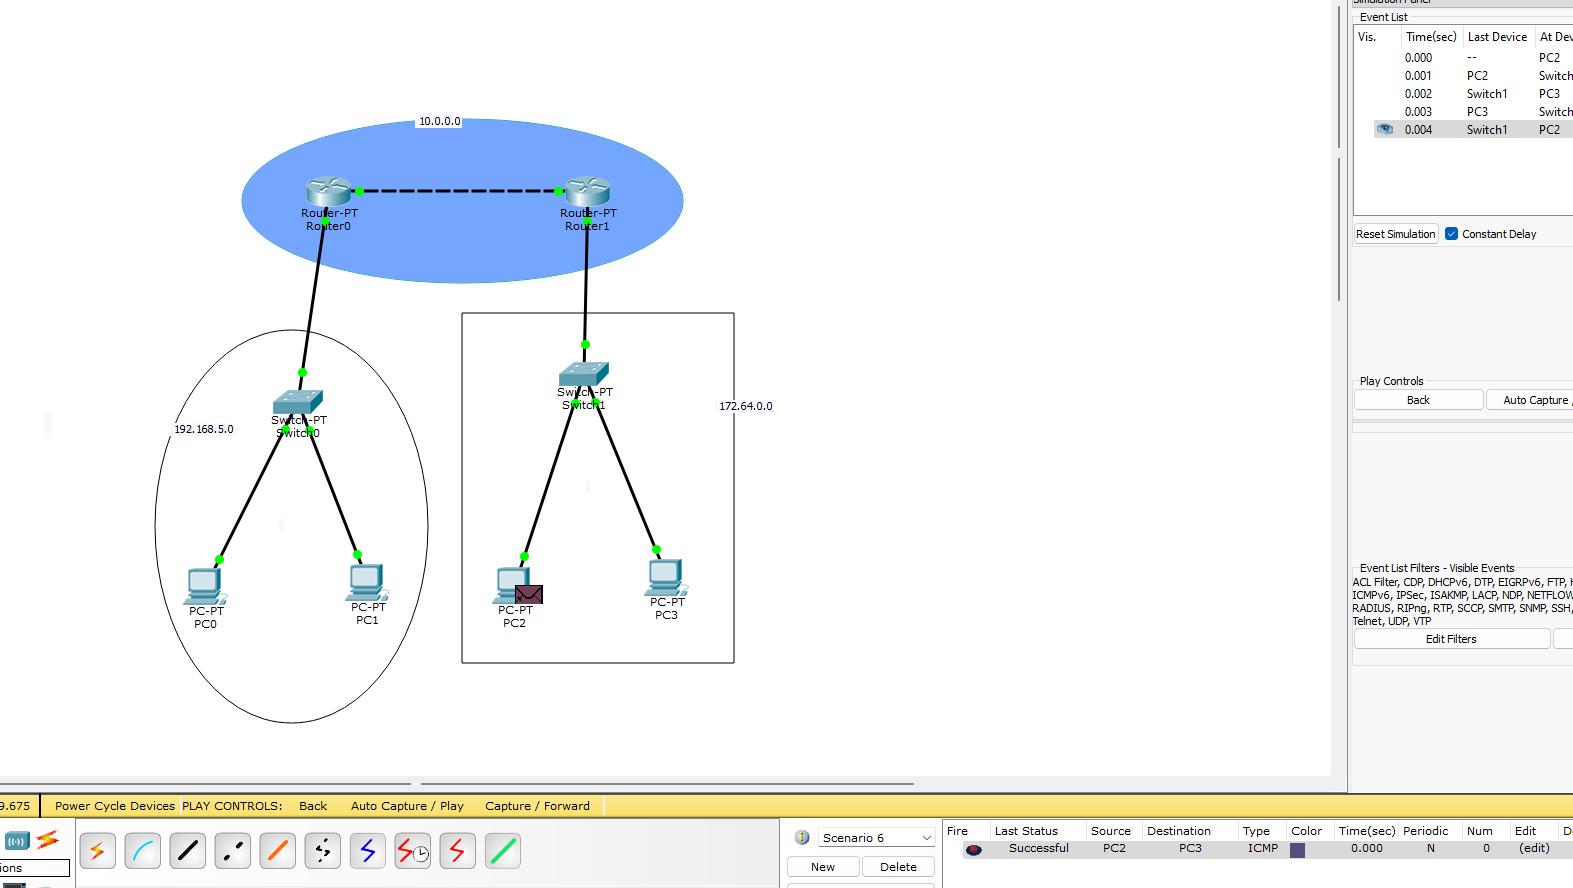 Simulation Panel
Event List
Vis. Time(sec) Last Device At Dev
0.000 -- PC2
0.001 PC2 Switch
0.002 Switch1 PC3
0.003 PC3 Switch
0.004 Switch1 PC2
Reset Simulation Constant Delay
Play Controls
Back Auto Capture /
Event List Filters - Visible Events
ACL Filter, CDP, DHCPv6, DTP, EIGRPv6, FTP, H
ICMPv6, IPSec, ISAKMP, LACP, NDP, NETFLOW
RADIUS, RIPng, RTP, SCCP, SMTP, SNMP, SSH,
Telnet, UDP, VTP
Edit Filters
10.0.0.0
Router-PT
Router0
Router-PT
Router1
192.168.5.0
Switch-PT
Switch0
Switch-PT
Switch1
172.64.0.0
PC-PT
PC0
PC-PT
PC1
PC-PT
PC2
PC-PT
PC3
9.675 Power Cycle Devices PLAY CONTROLS: Back Auto Capture / Play Capture / Forward
ions
Scenario 6
New Delete
Fire Last Status Source Destination Type Color Time(sec) Periodic Num Edit D
Successful PC2 PC3 ICMP 0.000 N 0 (edit)